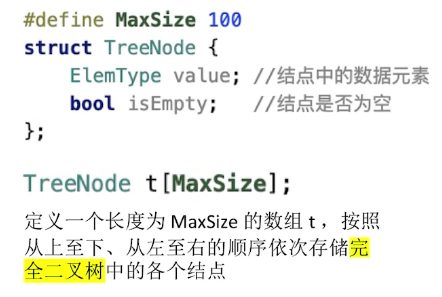 #define MaxSize 100
struct TreeNode {
ElemType value; //结点中的数据元素
bool isEmpty; //结点是否为空
};
TreeNode t[MaxSize];
定义一个长度为 MaxSize 的数组 t ，按照
从上至下、从左至右的顺序依次存储完
全二叉树中的各个结点